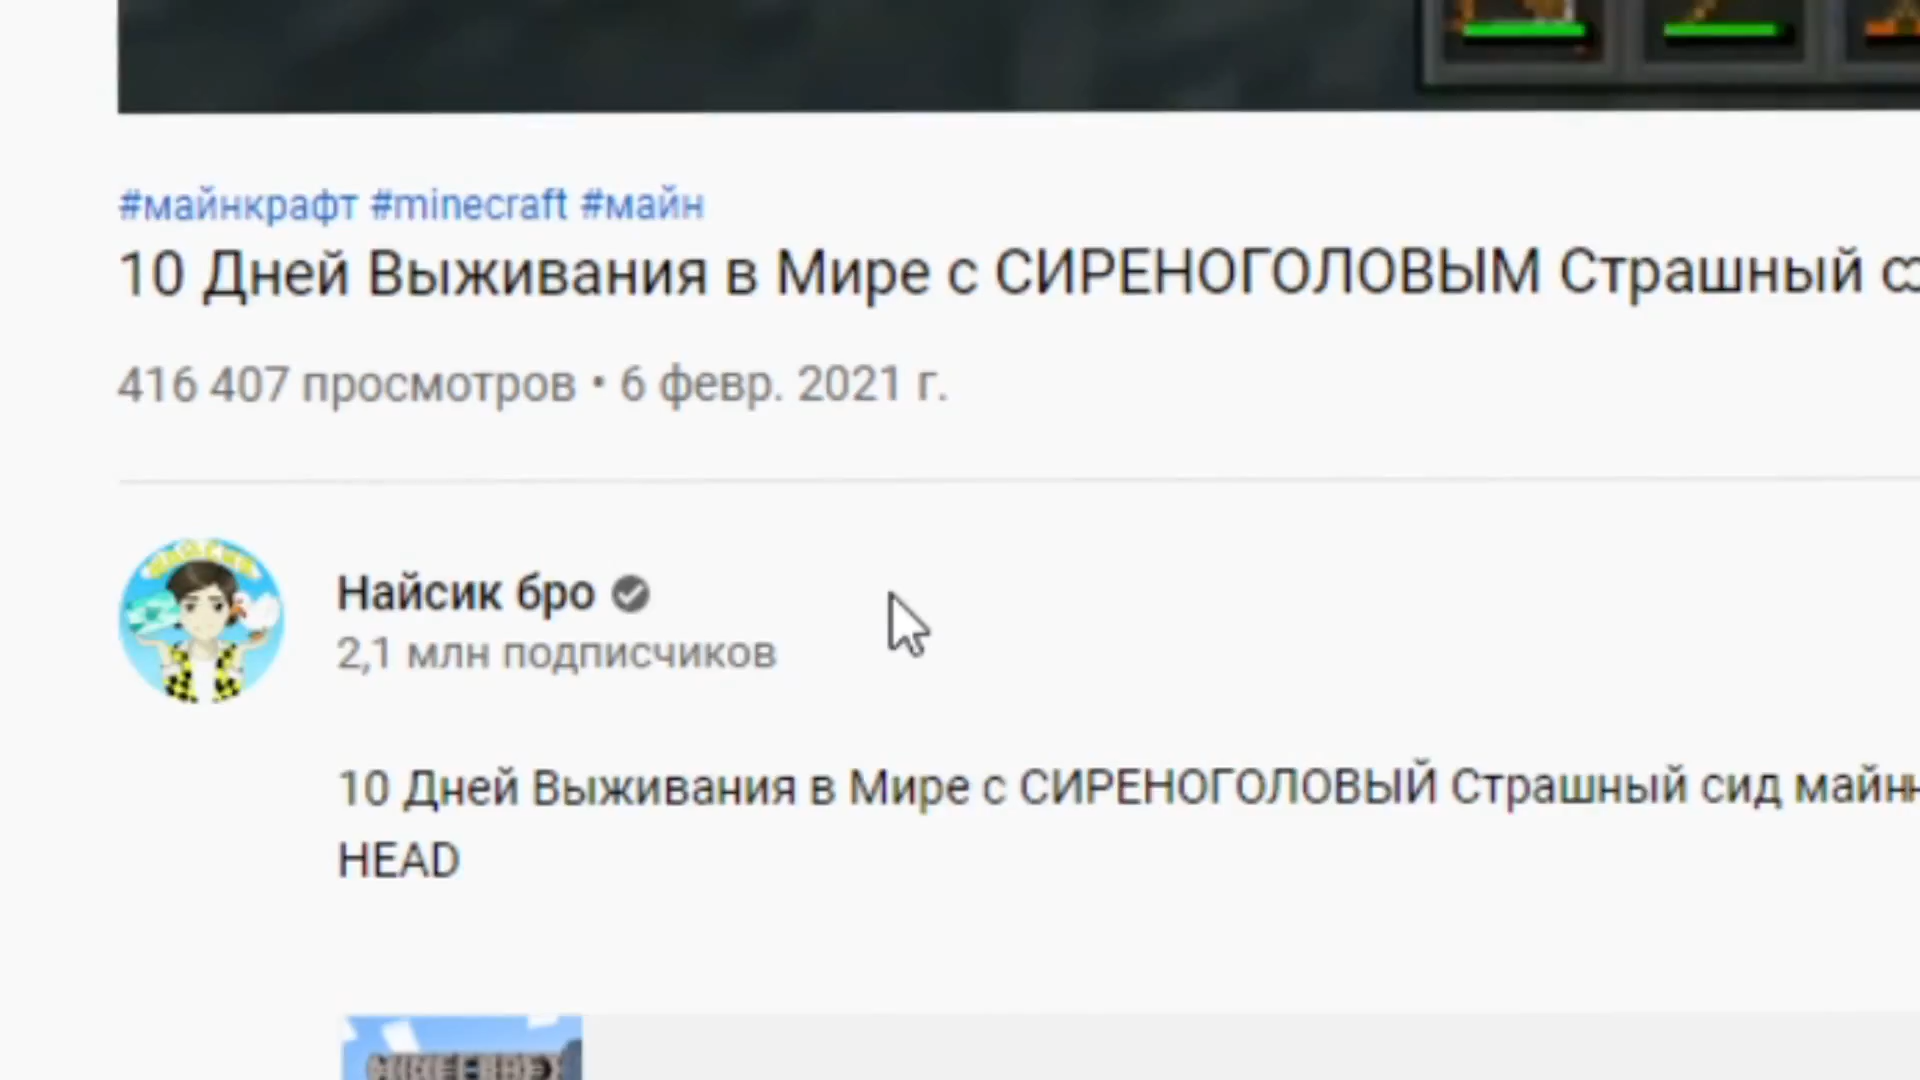 #майнкрафт #minecraft #майн
10 Дней Выживания в Мире с СИРЕНОГОЛОВЫМ Страшный
416 407 просмотров • 6 февр. 2021 г.
Найсик бро
2,1 млн подписчиков
10 Дней Выживания в Мире с СИРЕНОГОЛОВЫЙ Страшный сид
HEAD